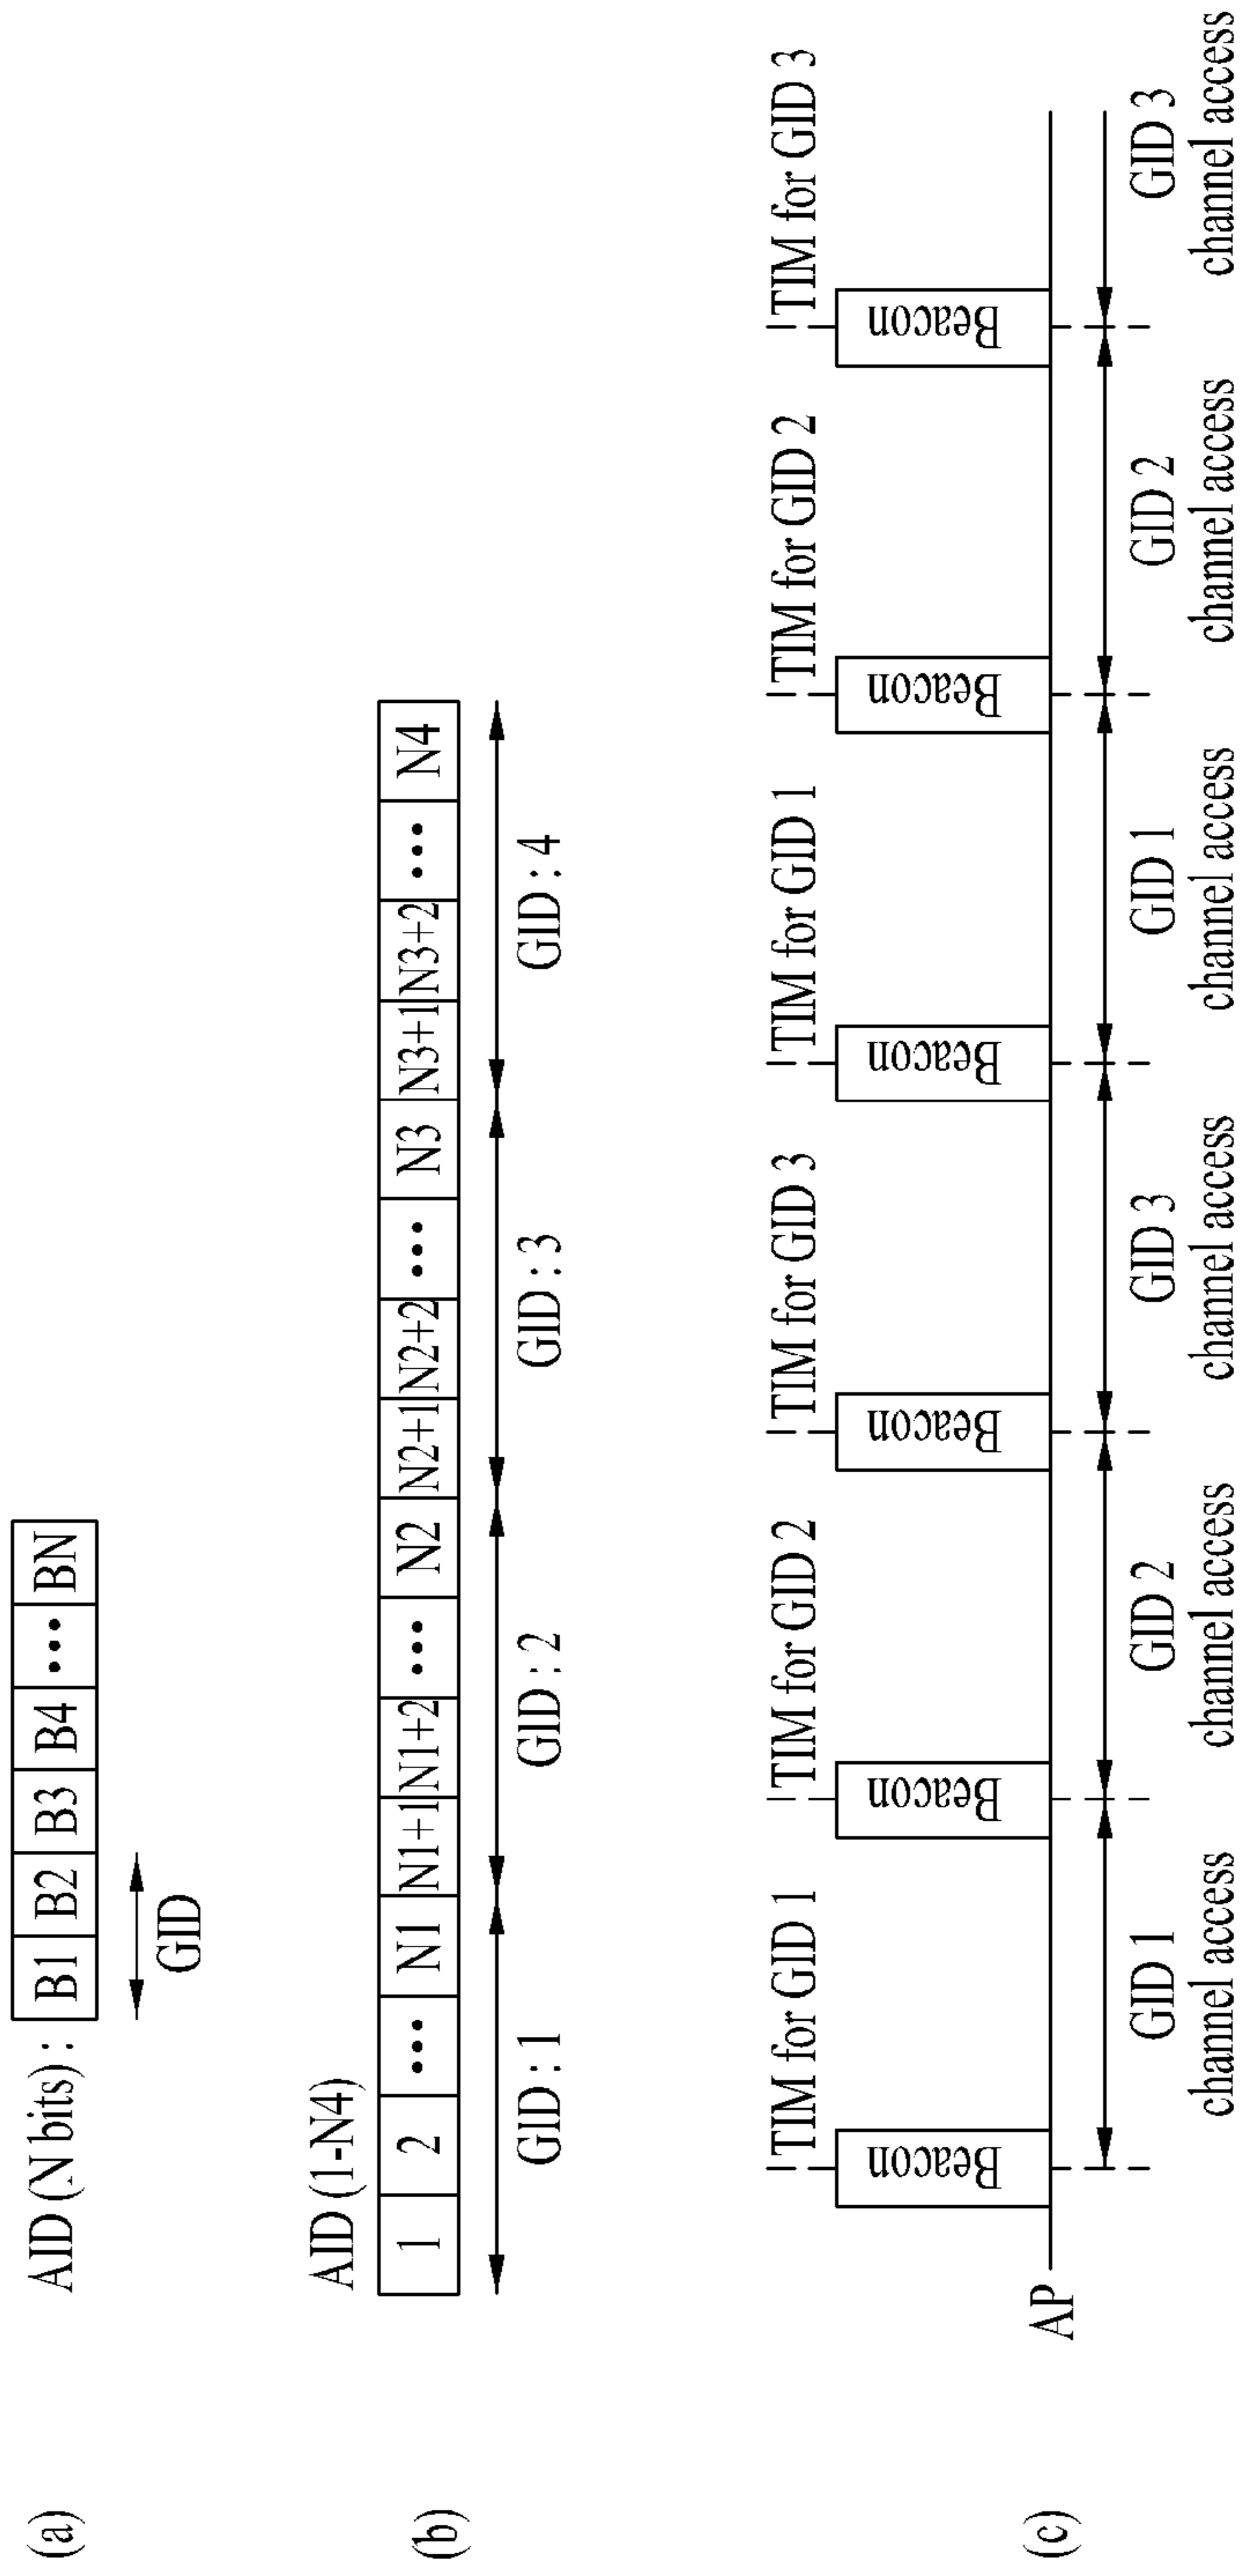 (a)
AID (N bits) : B1 B2 B3 B4 ••• BN
GID
(b)
AID (1-N4)
1 2 ••• N1 N1+1 N1+2 ••• N2 N2+1 N2+2 ••• N3 N3+1 N3+2 ••• N4
GID : 1 GID : 2 GID : 3 GID : 4
(c)
TIM for GID 1 TIM for GID 2 TIM for GID 3 TIM for GID 1 TIM for GID 2 TIM for GID 3
Beacon Beacon Beacon Beacon Beacon Beacon
AP
GID 1 GID 2 GID 3 GID 1 GID 2 GID 3
channel access channel access channel access channel access channel access channel access